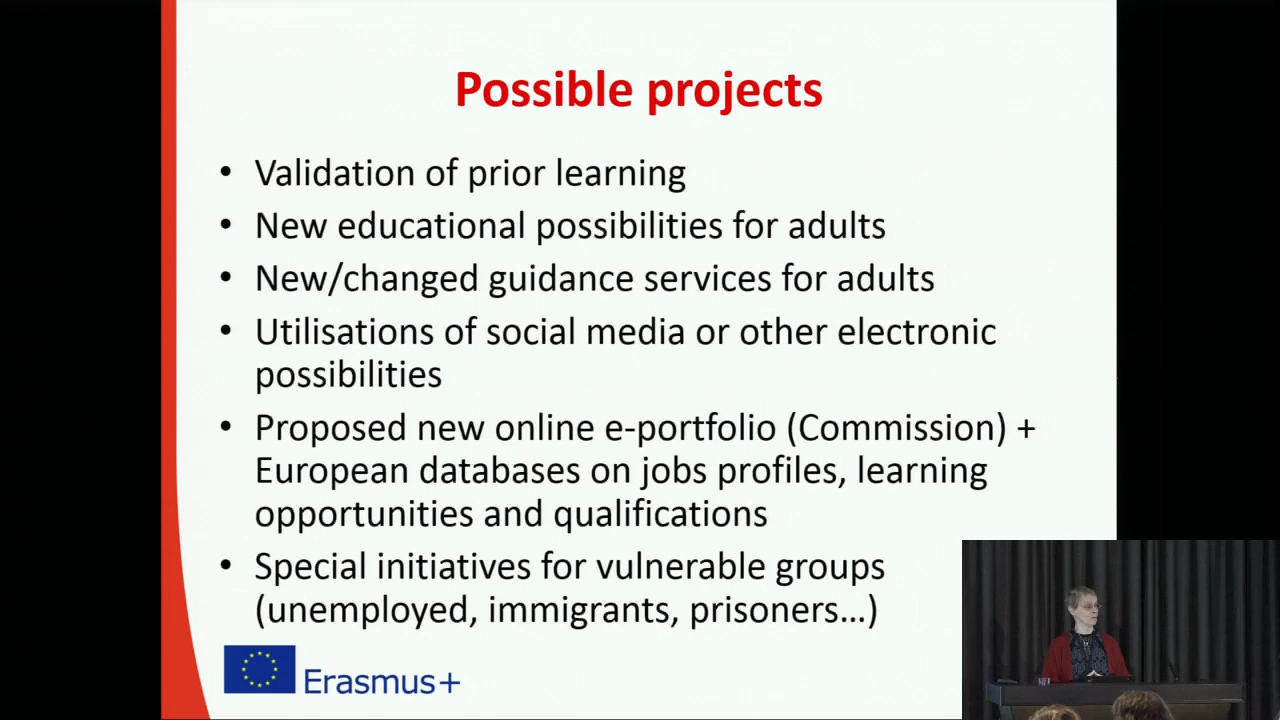 Possible projects
• Validation of prior learning
• New educational possibilities for adults
• New/changed guidance services for adults
• Utilisations of social media or other electronic
possibilities
• Proposed new online e-portfolio (Commission) +
European databases on jobs profiles, learning
opportunities and qualifications
• Special initiatives for vulnerable groups
(unemployed, immigrants, prisoners…)
Erasmus+